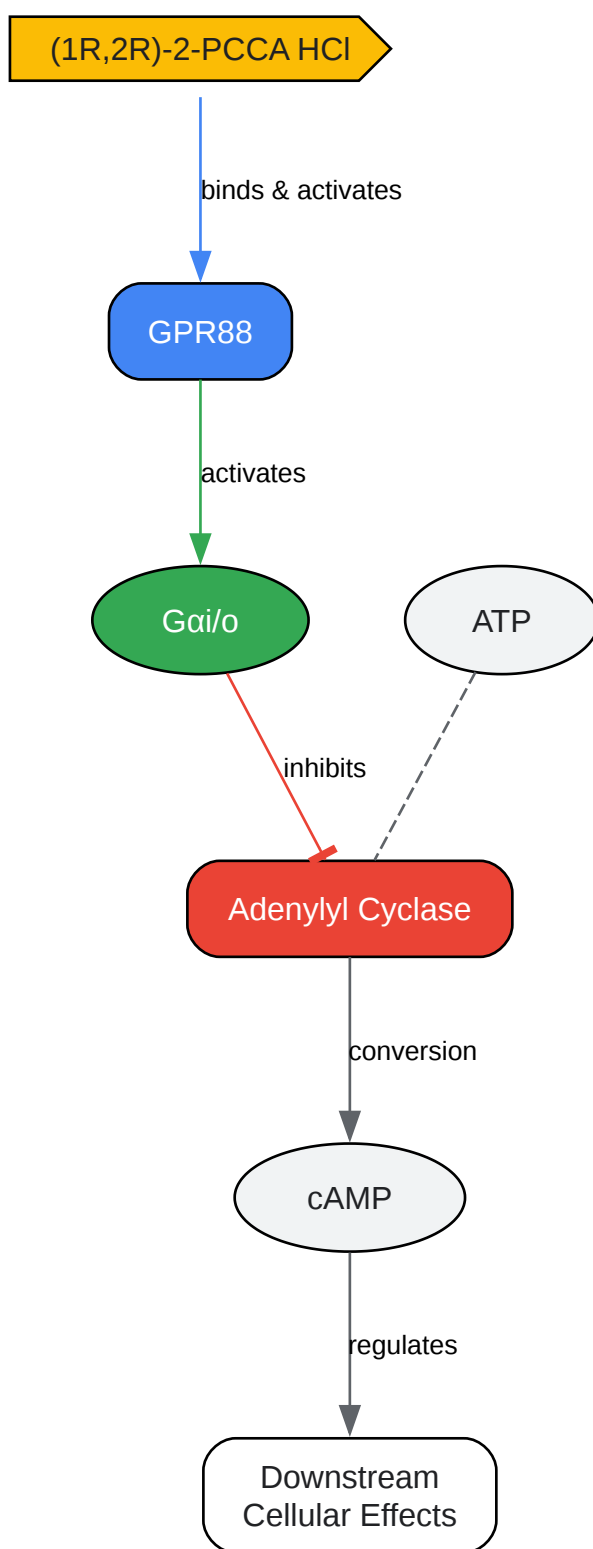 (1R,2R)-2-PCCA HCl
binds & activates
GPR88
activates
Gαi/o
ATP
inhibits
Adenylyl Cyclase
conversion
cAMP
regulates
Downstream
Cellular Effects